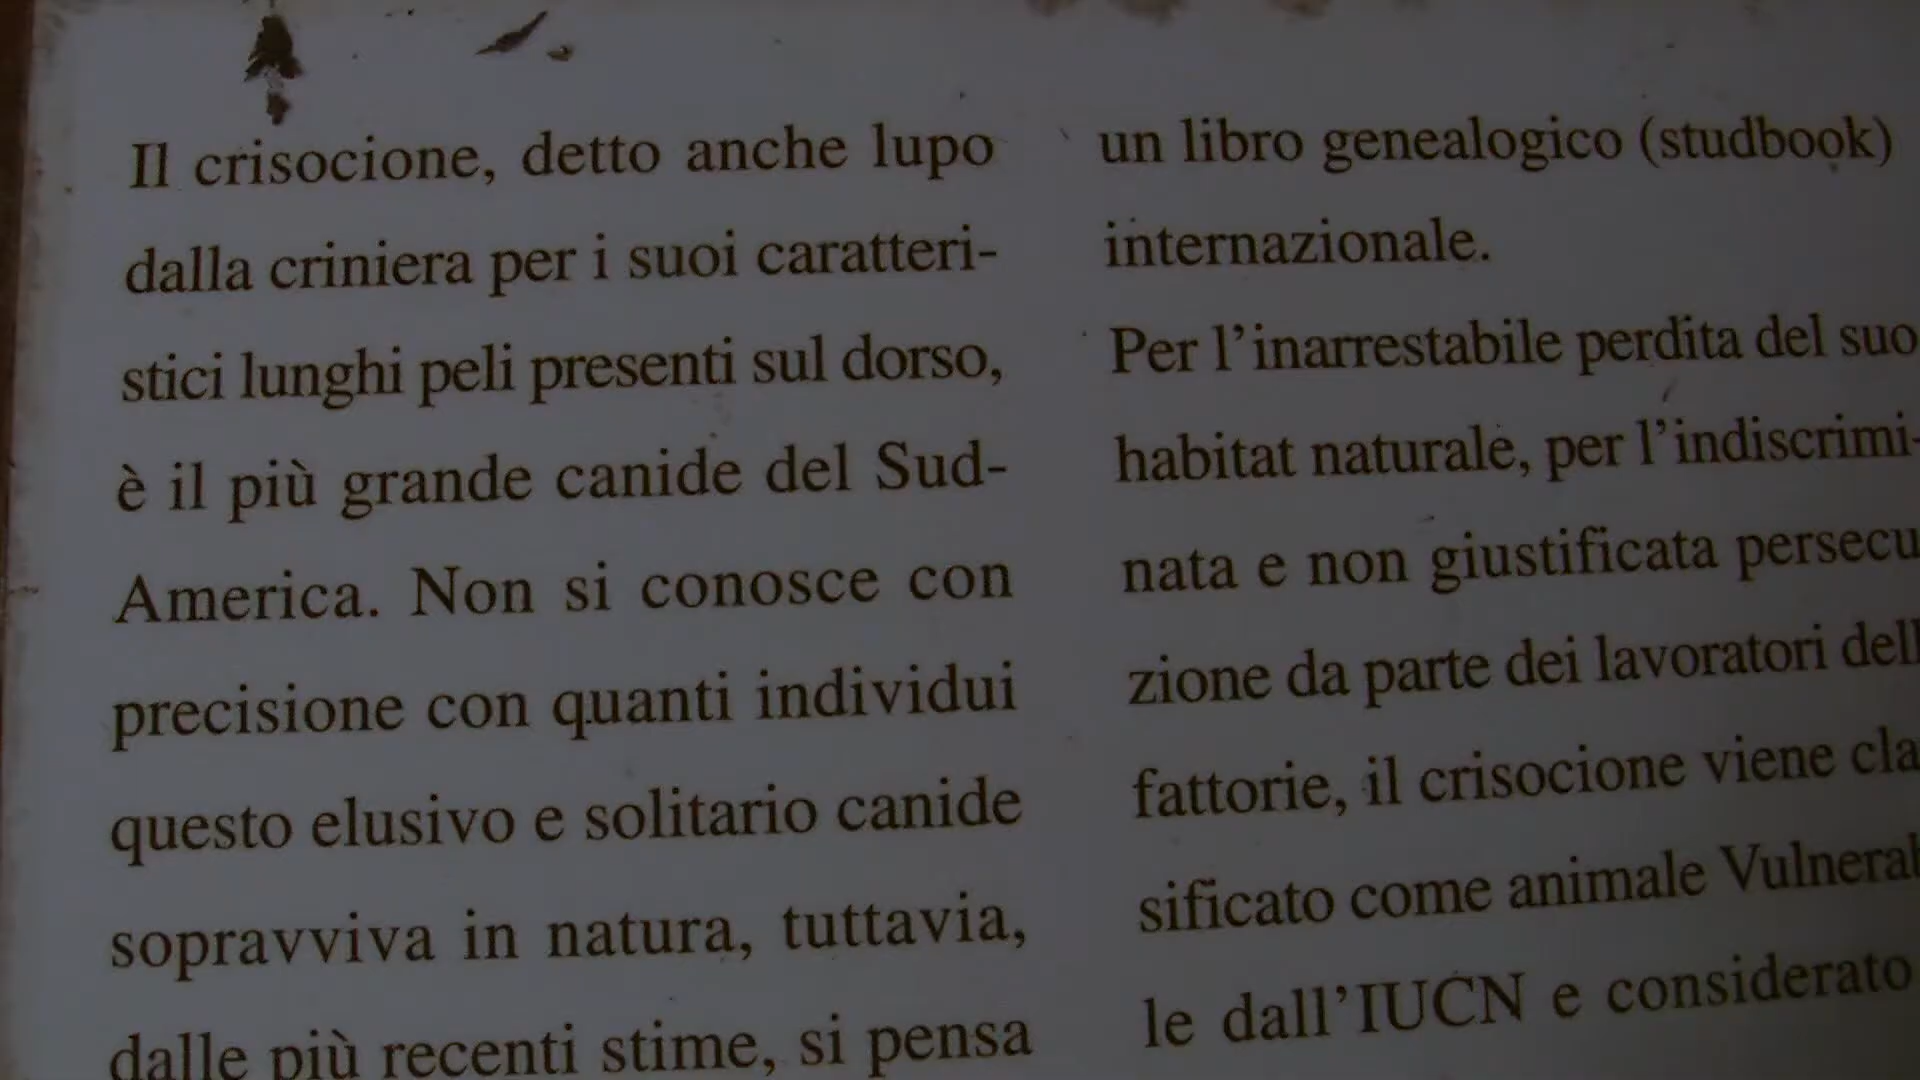 Il crisocione, detto anche lupo
dalla criniera per i suoi caratteri-
stici lunghi peli presenti sul dorso,
è il più grande canide del Sud-
America. Non si conosce con
precisione con quanti individui
questo elusivo e solitario canide
sopravviva in natura, tuttavia,
dalle più recenti stime, si pensa
un libro genealogico (studbook)
internazionale.
Per l'inarrestabile perdita del suo
habitat naturale, per l'indiscrimi-
nata e non giustificata persecu
zione da parte dei lavoratori dell
fattorie, il crisocione viene cla
sificato come animale Vulnerab
le dall'IUCN e considerato